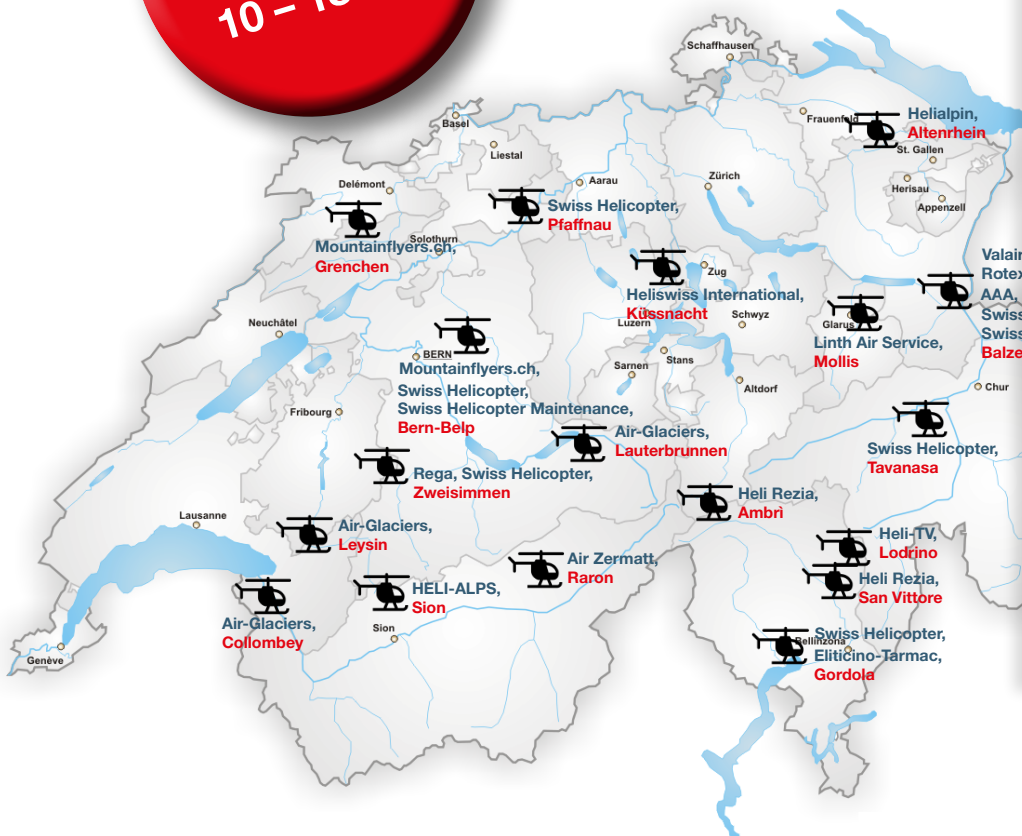 10 –
Schaffhausen
Basel
Frauenfeld
Helialpin,
Altenrhein
St. Gallen
Liestal
Delémont
Aarau
Zürich
Herisau
Appenzell
Swiss Helicopter,
Pfaffnau
Solothurn
Mountainflyers.ch,
Grenchen
Zug
Heliswiss International,
Küssnacht
Luzern
Schwyz
Glarus
Linth Air Service,
Mollis
AAA,
Swiss
Swiss
Neuchâtel
BERN
Mountainflyers.ch,
Swiss Helicopter,
Swiss Helicopter Maintenance,
Bern-Belp
Stans
Sarnen
Altdorf
Chur
Fribourg
Air-Glaciers,
Lauterbrunnen
Swiss Helicopter,
Tavanasa
Rega, Swiss Helicopter,
Zweisimmen
Heli Rezia,
Ambrì
Lausanne
Air-Glaciers,
Leysin
Heli-TV,
Lodrino
Air Zermatt,
Raron
Heli Rezia,
San Vittore
HELI-ALPS,
Sion
Sion
Air-Glaciers,
Collombey
Genève
Swiss Helicopter,
Bellinzona
Eliticino-Tarmac,
Gordola